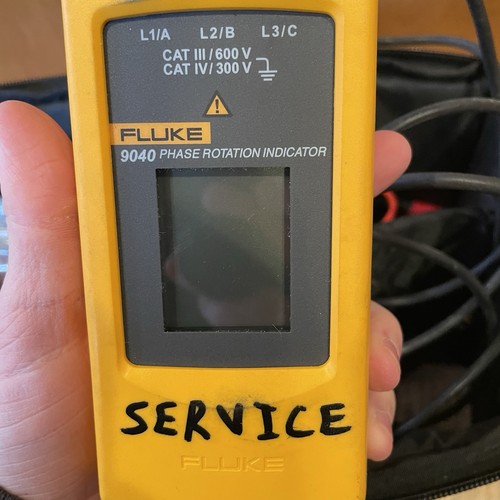 L1/A L2/B L3/C
CAT III/600 V
CAT IV/300 V
FLUKE
9040 PHASE ROTATION INDICATOR
SERVICE
FLUKE